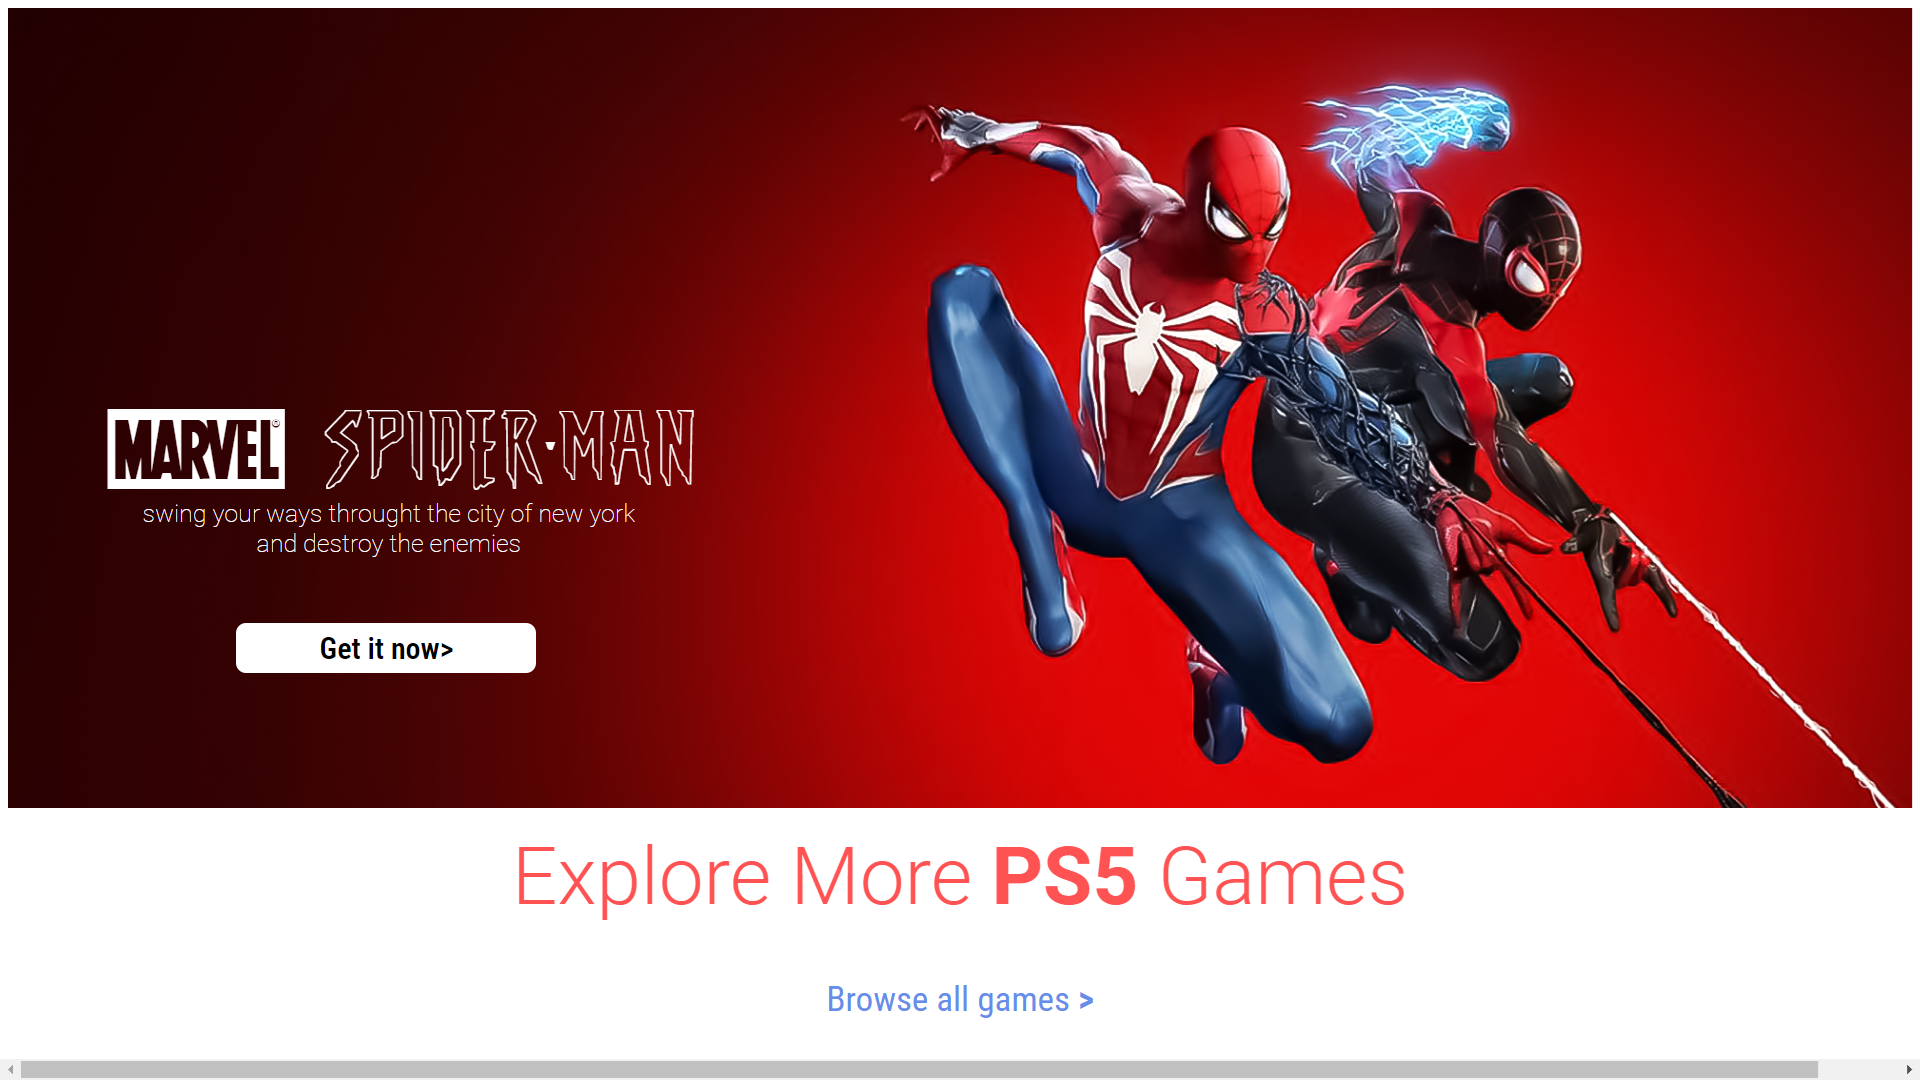 MARVEL® SPIDER-MAN
swing your ways throught the city of new york
and destroy the enemies
Get it now>
Explore More PS5 Games
Browse all games >